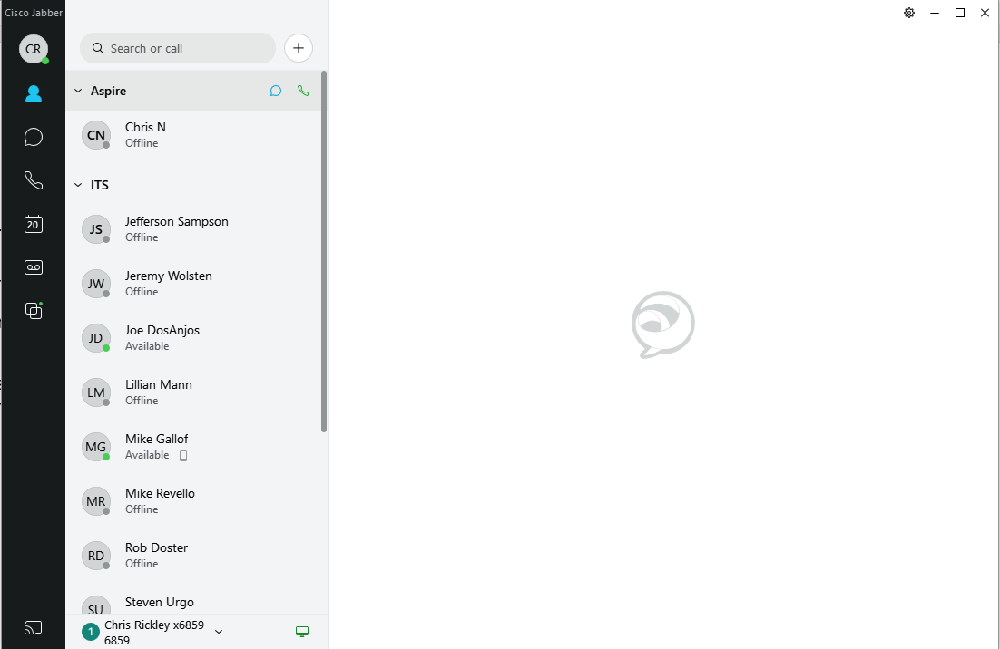 Cisco Jabber
CR
Search or call
Aspire
CN
Chris N
Offline
ITS
JS
Jefferson Sampson
Offline
JW
Jeremy Wolsten
Offline
JD
Joe DosAnjos
Available
LM
Lillian Mann
Offline
MG
Mike Gallof
Available
MR
Mike Revello
Offline
RD
Rob Doster
Offline
SU
Steven Urgo
20
1
Chris Rickley x6859
6859